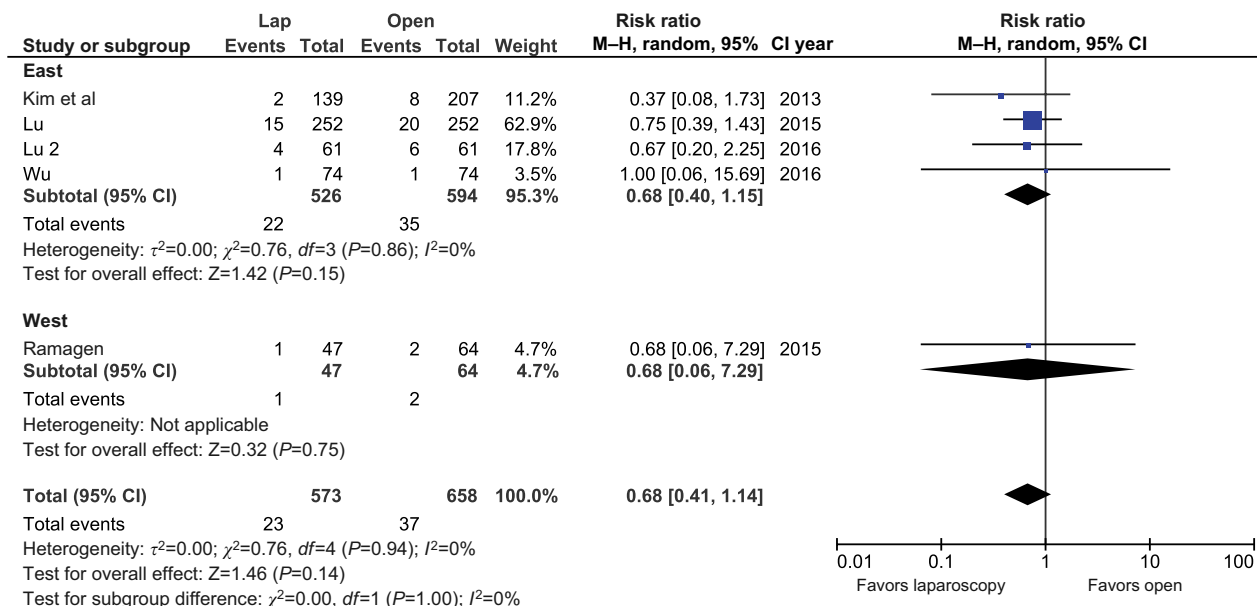 Lap Open Risk ratio Risk ratio
Study or subgroup Events Total Events Total Weight M–H, random, 95% CI year M–H, random, 95% CI
East
Kim et al 2 139 8 207 11.2% 0.37 [0.08, 1.73] 2013
Lu 15 252 20 252 62.9% 0.75 [0.39, 1.43] 2015
Lu 2 4 61 6 61 17.8% 0.67 [0.20, 2.25] 2016
Wu 1 74 1 74 3.5% 1.00 [0.06, 15.69] 2016
Subtotal (95% CI) 526 594 95.3% 0.68 [0.40, 1.15]
Total events 22 35
Heterogeneity: τ²=0.00; χ²=0.76, df=3 (P=0.86); I²=0%
Test for overall effect: Z=1.42 (P=0.15)
West
Ramagen 1 47 2 64 4.7% 0.68 [0.06, 7.29] 2015
Subtotal (95% CI) 47 64 4.7% 0.68 [0.06, 7.29]
Total events 1 2
Heterogeneity: Not applicable
Test for overall effect: Z=0.32 (P=0.75)
Total (95% CI) 573 658 100.0% 0.68 [0.41, 1.14]
Total events 23 37
Heterogeneity: τ²=0.00; χ²=0.76, df=4 (P=0.94); I²=0%
Test for overall effect: Z=1.46 (P=0.14)
Test for subgroup difference: χ²=0.00, df=1 (P=1.00); I²=0%
0.01 0.1 1 10 100
Favors laparoscopy Favors open